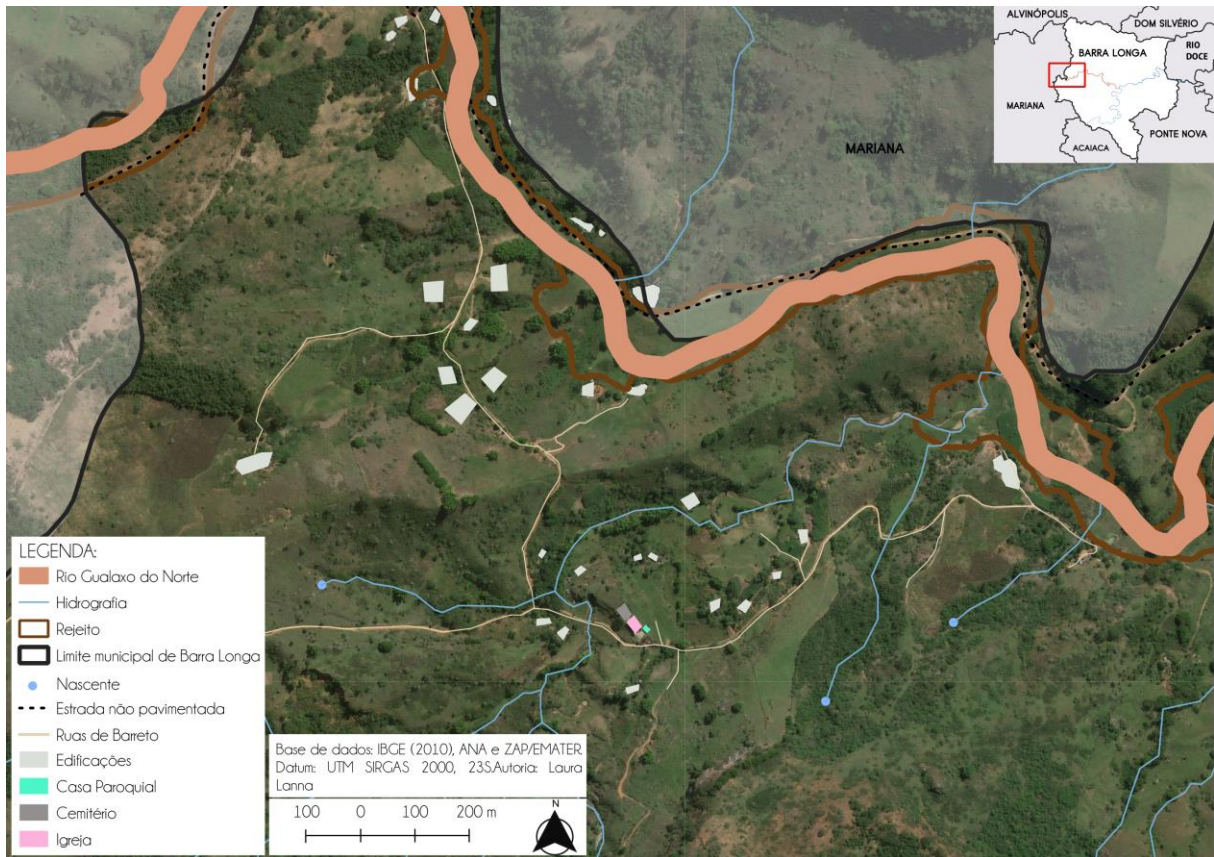 ALVINÓPOLIS
DOM SILVÉRIO
BARRA LONGA
RIO
DOCE
MARIANA
PONTE NOVA
ACAIACA
MARIANA
LEGENDA:
Rio Gualaxo do Norte
Hidrografia
Rejeito
Limite municipal de Barra Longa
Nascente
Estrada não pavimentada
Ruas de Barreto
Edificações
Casa Paroquial
Cemitério
Igreja
Base de dados: IBGE (2010), ANA e ZAP/EMATER.
Datum: UTM SIRGAS 2000, 23S.Autoria: Laura
Lanna
100 0 100 200 m
N